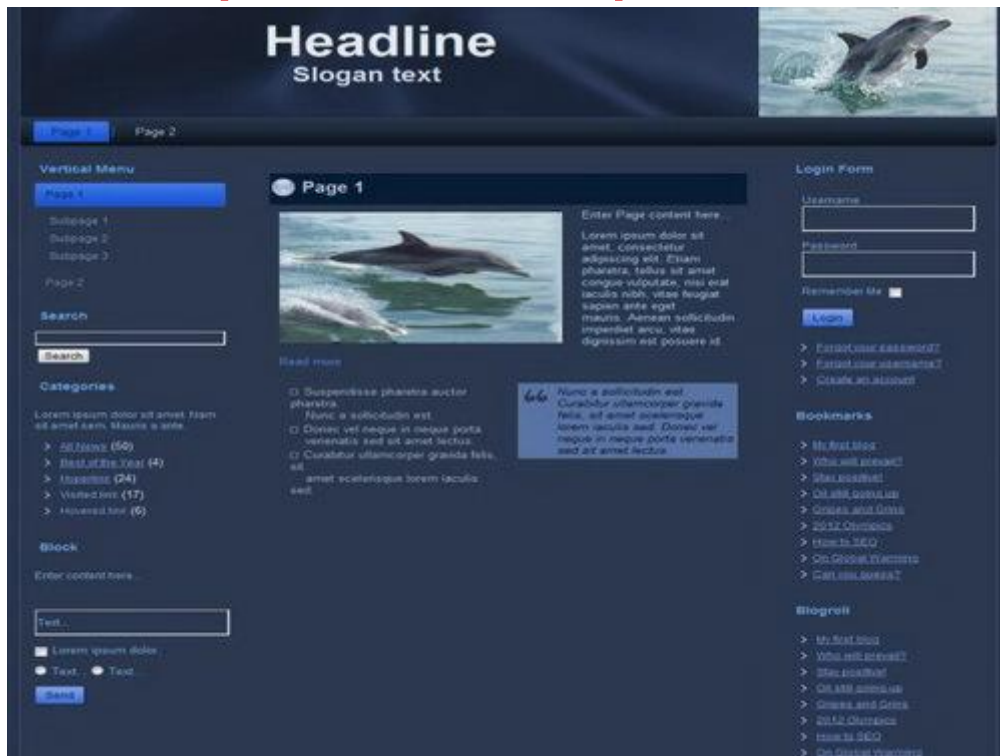 Headline
Slogan text
Page 1
Page 2
Vertical Menu
Page 1
Subpage 1
Subpage 2
Subpage 3
Page 2
Search
Search
Categories
Lorem ipsum dolor sit amet. Nam
sit amet sem. Mauris a ante.
> All News (50)
> Best of the Year (4)
> Hyperlink (24)
> Visited link (17)
> Hovered link (6)
Block
Enter content here...
Text...
Lorem ipsum dolor
Text... Text...
Send
Page 1
Enter Page content here...
Lorem ipsum dolor sit
amet, consectetur
adipiscing elit. Etiam
pharetra, tellus sit amet
congue vulputate, nisi erat
iaculis nibh, vitae feugiat
sapien ante eget
mauris. Aenean sollicitudin
imperdiet arcu, vitae
dignissim est posuere id.
Read more
Suspendisse pharetra auctor
pharetra.
Nunc a sollicitudin est.
Donec vel neque in neque porta
venenatis sed sit amet lectus.
Curabitur ullamcorper gravida felis,
sit
amet scelerisque lorem iaculis
sed.
Nunc a sollicitudin est.
Curabitur ullamcorper gravida
felis, sit amet scelerisque
lorem iaculis sed. Donec vel
neque in neque porta venenatis
sed sit amet lectus.
Login Form
Username
Password
Remember Me
Login
> Forgot your password?
> Forgot your username?
> Create an account
Bookmarks
> My first blog
> Who will prevail?
> Stay positive!
> Oil still going up
> Gripes and Grins
> 2012 Olympics
> How to SEO
> On Global Warming
> Can you guess?
Blogroll
> My first blog
> Who will prevail?
> Stay positive!
> Oil still going up
> Gripes and Grins
> 2012 Olympics
> How to SEO
> On Global Warming